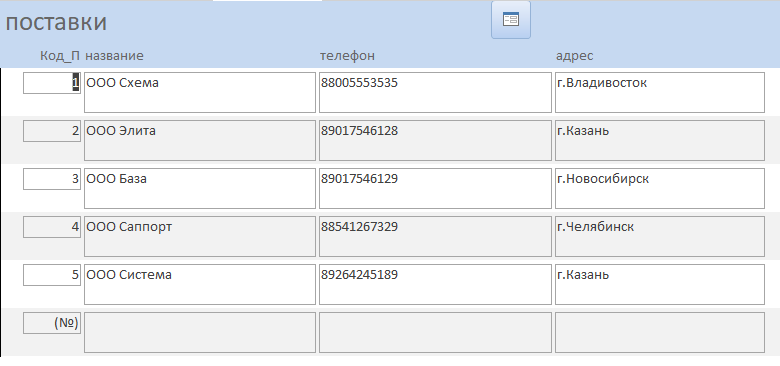 поставки
Код_П название телефон адрес
1 ООО Схема 88005553535 г.Владивосток
2 ООО Элита 89017546128 г.Казань
3 ООО База 89017546129 г.Новосибирск
4 ООО Саппорт 88541267329 г.Челябинск
5 ООО Система 89264245189 г.Казань
(№)